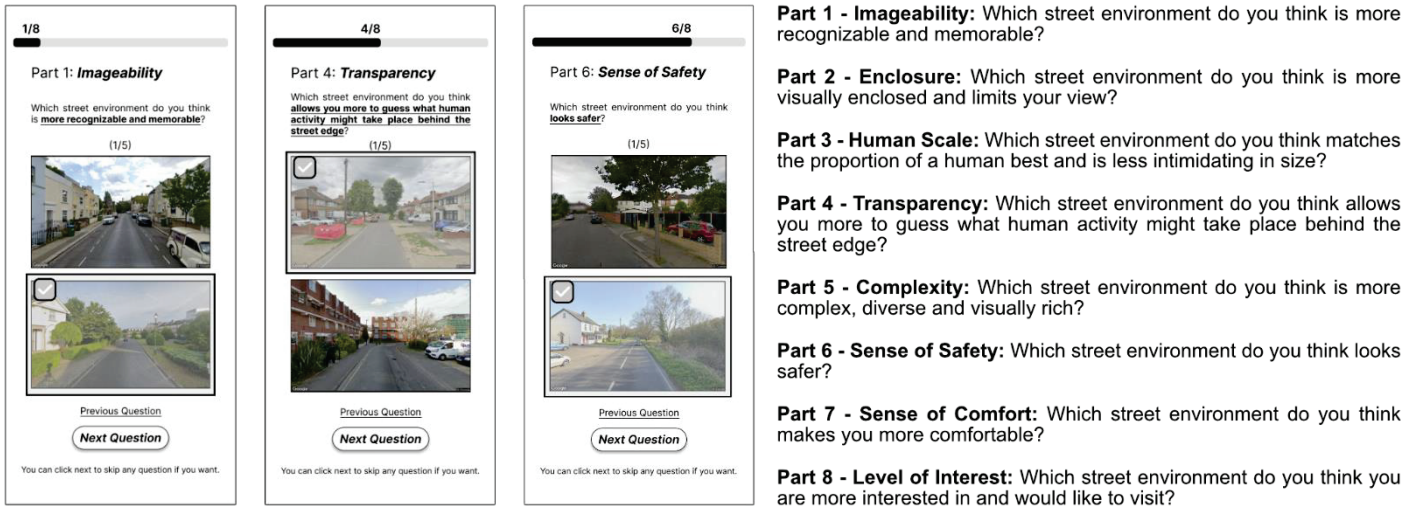 1/8
Part 1: Imageability
Which street environment do you think
is more recognizable and memorable?
(1/5)
Previous Question
Next Question
You can click next to skip any question if you want.
4/8
Part 4: Transparency
Which street environment do you think
allows you more to guess what human
activity might take place behind the
street edge?
(1/5)
Google
Previous Question
Next Question
You can click next to skip any question if you want.
6/8
Part 6: Sense of Safety
Which street environment do you think
looks safer?
(1/5)
Google
Previous Question
Next Question
You can click next to skip any question if you want.
Part 1 - Imageability: Which street environment do you think is more
recognizable and memorable?
Part 2 - Enclosure: Which street environment do you think is more
visually enclosed and limits your view?
Part 3 - Human Scale: Which street environment do you think matches
the proportion of a human best and is less intimidating in size?
Part 4 - Transparency: Which street environment do you think allows
you more to guess what human activity might take place behind the
street edge?
Part 5 - Complexity: Which street environment do you think is more
complex, diverse and visually rich?
Part 6 - Sense of Safety: Which street environment do you think looks
safer?
Part 7 - Sense of Comfort: Which street environment do you think
makes you more comfortable?
Part 8 - Level of Interest: Which street environment do you think you
are more interested in and would like to visit?